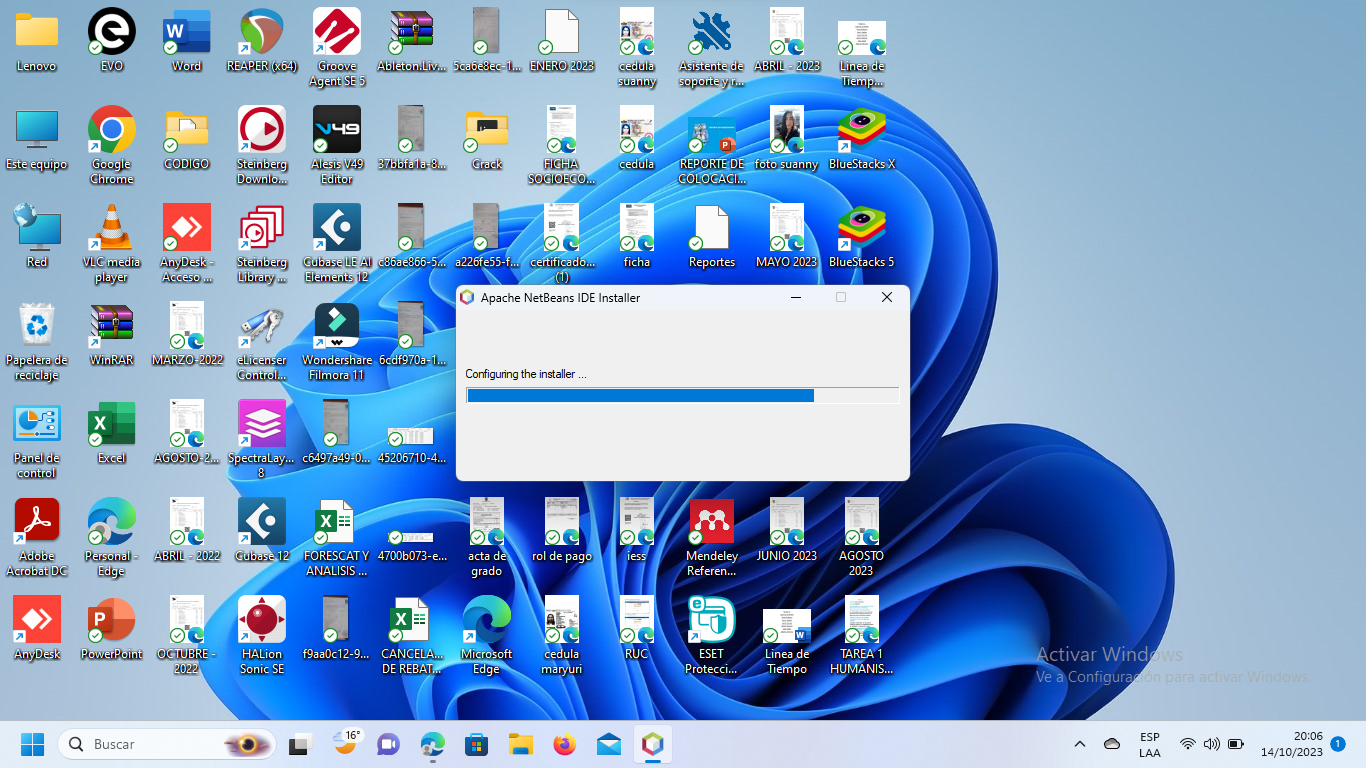 Lenovo
EVO
Word
REAPER (x64)
Groove
Agent SE 5
Ableton.Liv...
5ca6e8ec-1...
ENERO 2023
cedula
suanny
Asistente de
soporte y r...
ABRIL - 2023
Linea de
Tiemp...
Este equipo
Google
Chrome
CODIGO
Steinberg
Downlo...
Alesis V49
Editor
37bbfa1a-8...
Crack
FICHA
SOCIOECO...
cedula
REPORTE DE
COLOCACI...
foto suanny
BlueStacks X
Red
VLC media
player
AnyDesk -
Acceso ...
Steinberg
Library ...
Cubase LE AI
Elements 12
c86ae866-5...
a226fe55-f...
certificado...
(1)
ficha
Reportes
MAYO 2023
BlueStacks 5
Papelera de
reciclaje
WinRAR
MARZO-2022
eLicenser
Control...
Wondershare
Filmora 11
6cdf970a-1...
Apache NetBeans IDE Installer
Configuring the installer ...
Panel de
control
Excel
AGOSTO-2...
SpectraLay...
8
c6497a49-0...
45206710-4...
Adobe
Acrobat DC
Personal -
Edge
ABRIL - 2022
Cubase 12
FORESCAT Y
ANALISIS ...
4700b073-e...
acta de
grado
rol de pago
iess
Mendeley
Referen...
JUNIO 2023
AGOSTO
2023
AnyDesk
PowerPoint
OCTUBRE -
2022
HALion
Sonic SE
f9aa0c12-9...
CANCELA...
DE REBAT...
Microsoft
Edge
cedula
maryuri
RUC
ESET
Protecci...
Linea de
Tiempo
TAREA 1
HUMANIS...
Activar Windows
Ve a Configuración para activar Windows.
Buscar
16°
ESP
LAA
20:06
14/10/2023
1